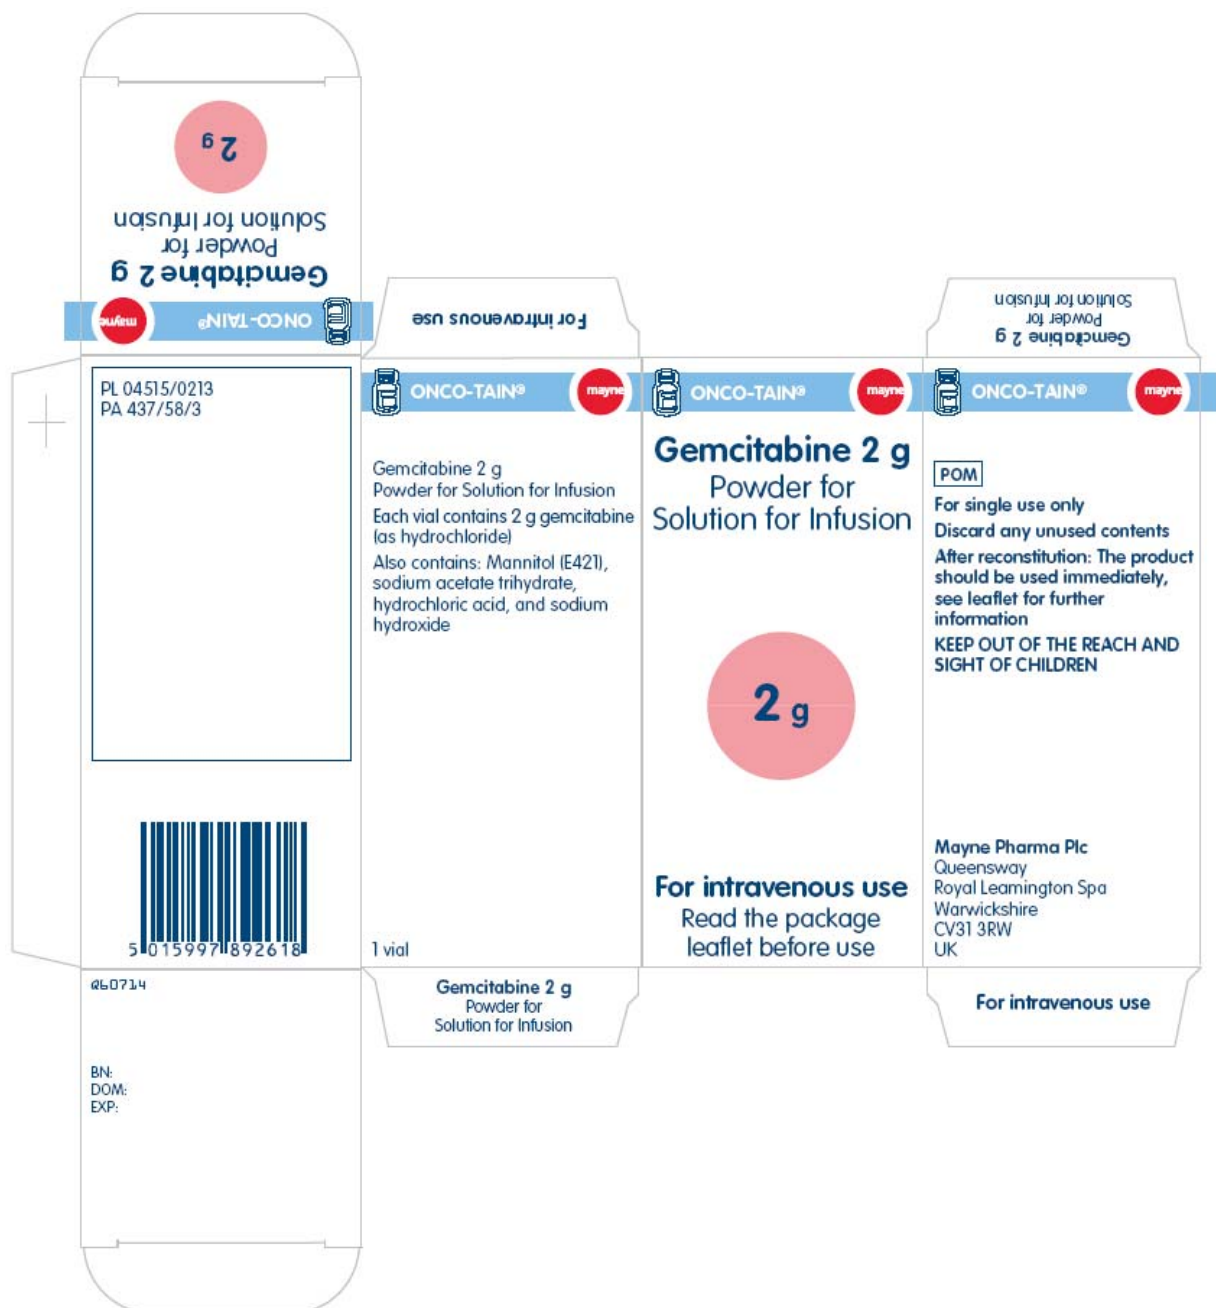 2 g
Gemcitabine 2 g
Powder for
Solution for Infusion
ONCO-TAIN®
mayne
PL 04515/0213
PA 437/58/3
5 015997 892618
Q60714
BN:
DOM:
EXP:
For intravenous use
ONCO-TAIN®
mayne
Gemcitabine 2 g
Powder for Solution for Infusion
Each vial contains 2 g gemcitabine
(as hydrochloride)
Also contains: Mannitol (E421),
sodium acetate trihydrate,
hydrochloric acid, and sodium
hydroxide
1 vial
Gemcitabine 2 g
Powder for
Solution for Infusion
ONCO-TAIN®
mayne
Gemcitabine 2 g
Powder for
Solution for Infusion
2 g
For intravenous use
Read the package
leaflet before use
Gemcitabine 2 g
Powder for
Solution for Infusion
ONCO-TAIN®
mayne
POM
For single use only
Discard any unused contents
After reconstitution: The product
should be used immediately,
see leaflet for further
information
KEEP OUT OF THE REACH AND
SIGHT OF CHILDREN
Mayne Pharma Plc
Queensway
Royal Leamington Spa
Warwickshire
CV31 3RW
UK
For intravenous use